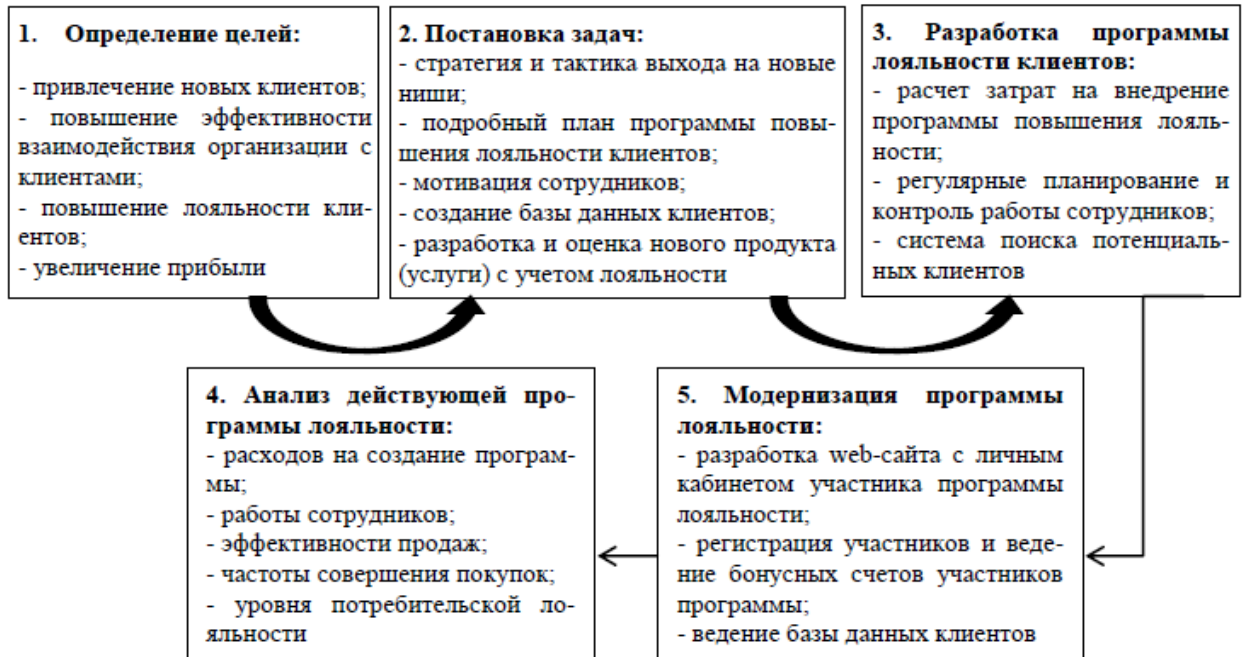 1. Определение целей:
- привлечение новых клиентов;
- повышение эффективности
взаимодействия организации с
клиентами;
- повышение лояльности кли-
ентов;
- увеличение прибыли
2. Постановка задач:
- стратегия и тактика выхода на новые
ниши;
- подробный план программы повы-
шения лояльности клиентов;
- мотивация сотрудников;
- создание базы данных клиентов;
- разработка и оценка нового продукта
(услуги) с учетом лояльности
3. Разработка программы
лояльности клиентов:
- расчет затрат на внедрение
программы повышения лояль-
ности;
- регулярные планирование и
контроль работы сотрудников;
- система поиска потенциаль-
ных клиентов
4. Анализ действующей про-
граммы лояльности:
- расходов на создание програм-
мы;
- работы сотрудников;
- эффективности продаж;
- частоты совершения покупок;
- уровня потребительской ло-
яльности
5. Модернизация программы
лояльности:
- разработка web-сайта с личным
кабинетом участника программы
лояльности;
- регистрация участников и веде-
ние бонусных счетов участников
программы;
- ведение базы данных клиентов